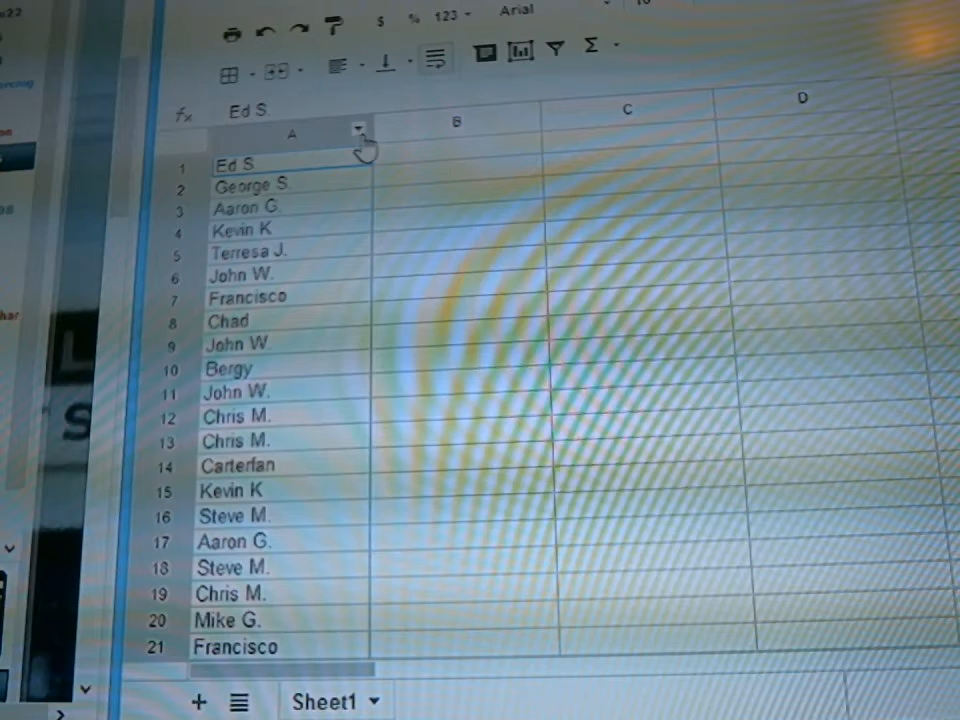 $ % 123 Arial
fx Ed S.
A B C D
1 Ed S
2 George S.
3 Aaron G.
4 Kevin K
5 Terresa J.
6 John W.
7 Francisco
8 Chad
9 John W
10 Bergy
11 John W.
12 Chris M.
13 Chris M.
14 Carterfan
15 Kevin K
16 Steve M.
17 Aaron G.
18 Steve M.
19 Chris M.
20 Mike G.
21 Francisco
+ Sheet1